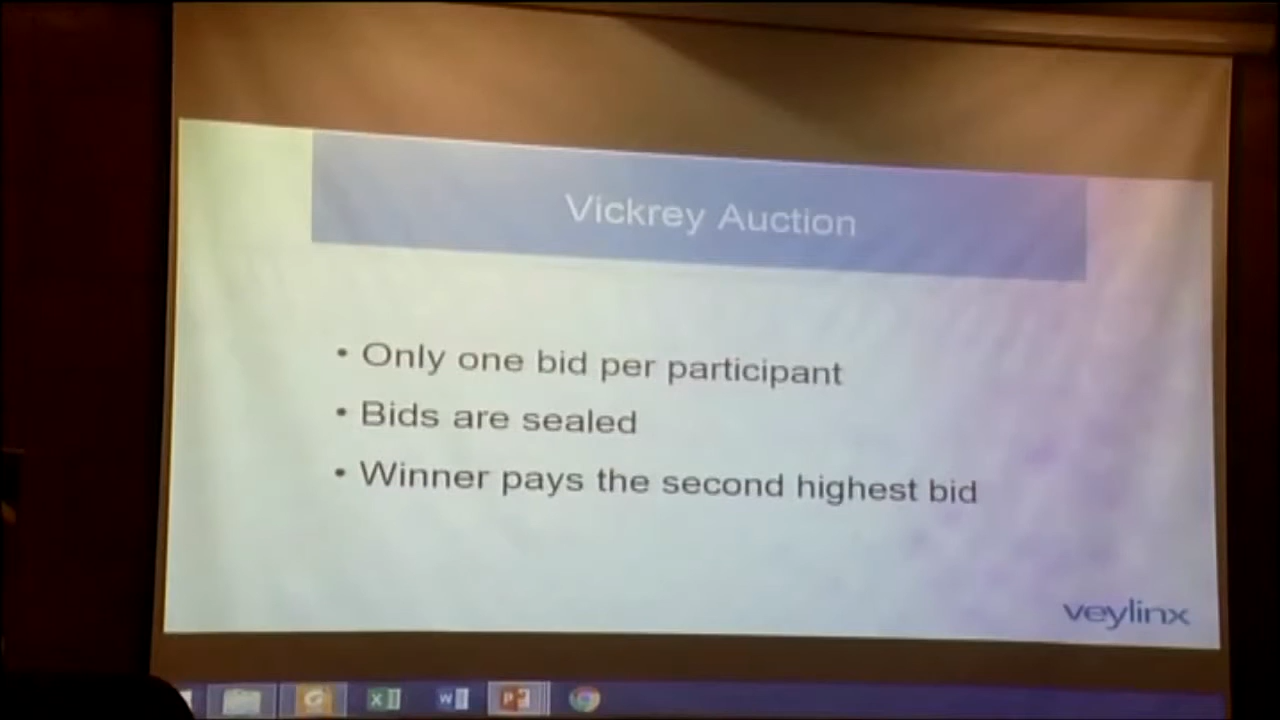 Vickrey Auction
• Only one bid per participant
• Bids are sealed
• Winner pays the second highest bid
veylinx